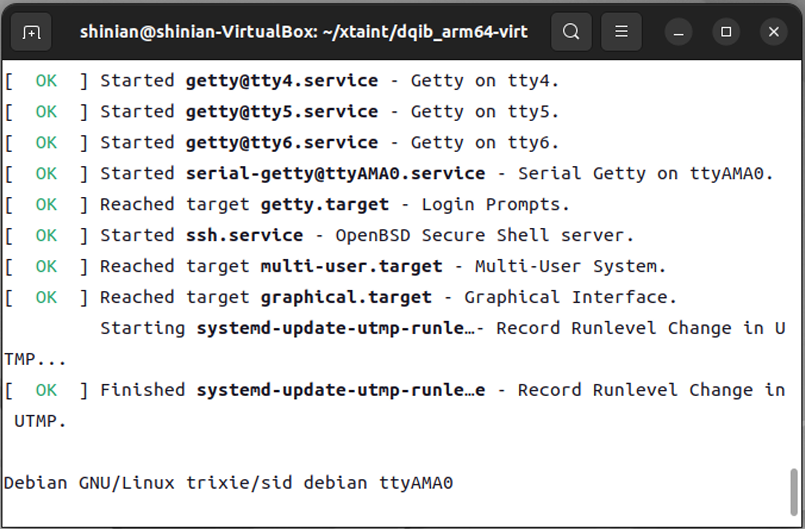 shinian@shinian-VirtualBox: ~/xtaint/dqib_arm64-virt
[  OK  ] Started getty@tty4.service - Getty on tty4.
[  OK  ] Started getty@tty5.service - Getty on tty5.
[  OK  ] Started getty@tty6.service - Getty on tty6.
[  OK  ] Started serial-getty@ttyAMA0.service - Serial Getty on ttyAMA0.
[  OK  ] Reached target getty.target - Login Prompts.
[  OK  ] Started ssh.service - OpenBSD Secure Shell server.
[  OK  ] Reached target multi-user.target - Multi-User System.
[  OK  ] Reached target graphical.target - Graphical Interface.
         Starting systemd-update-utmp-runle…- Record Runlevel Change in U
TMP...
[  OK  ] Finished systemd-update-utmp-runle…e - Record Runlevel Change in
 UTMP.
Debian GNU/Linux trixie/sid debian ttyAMA0